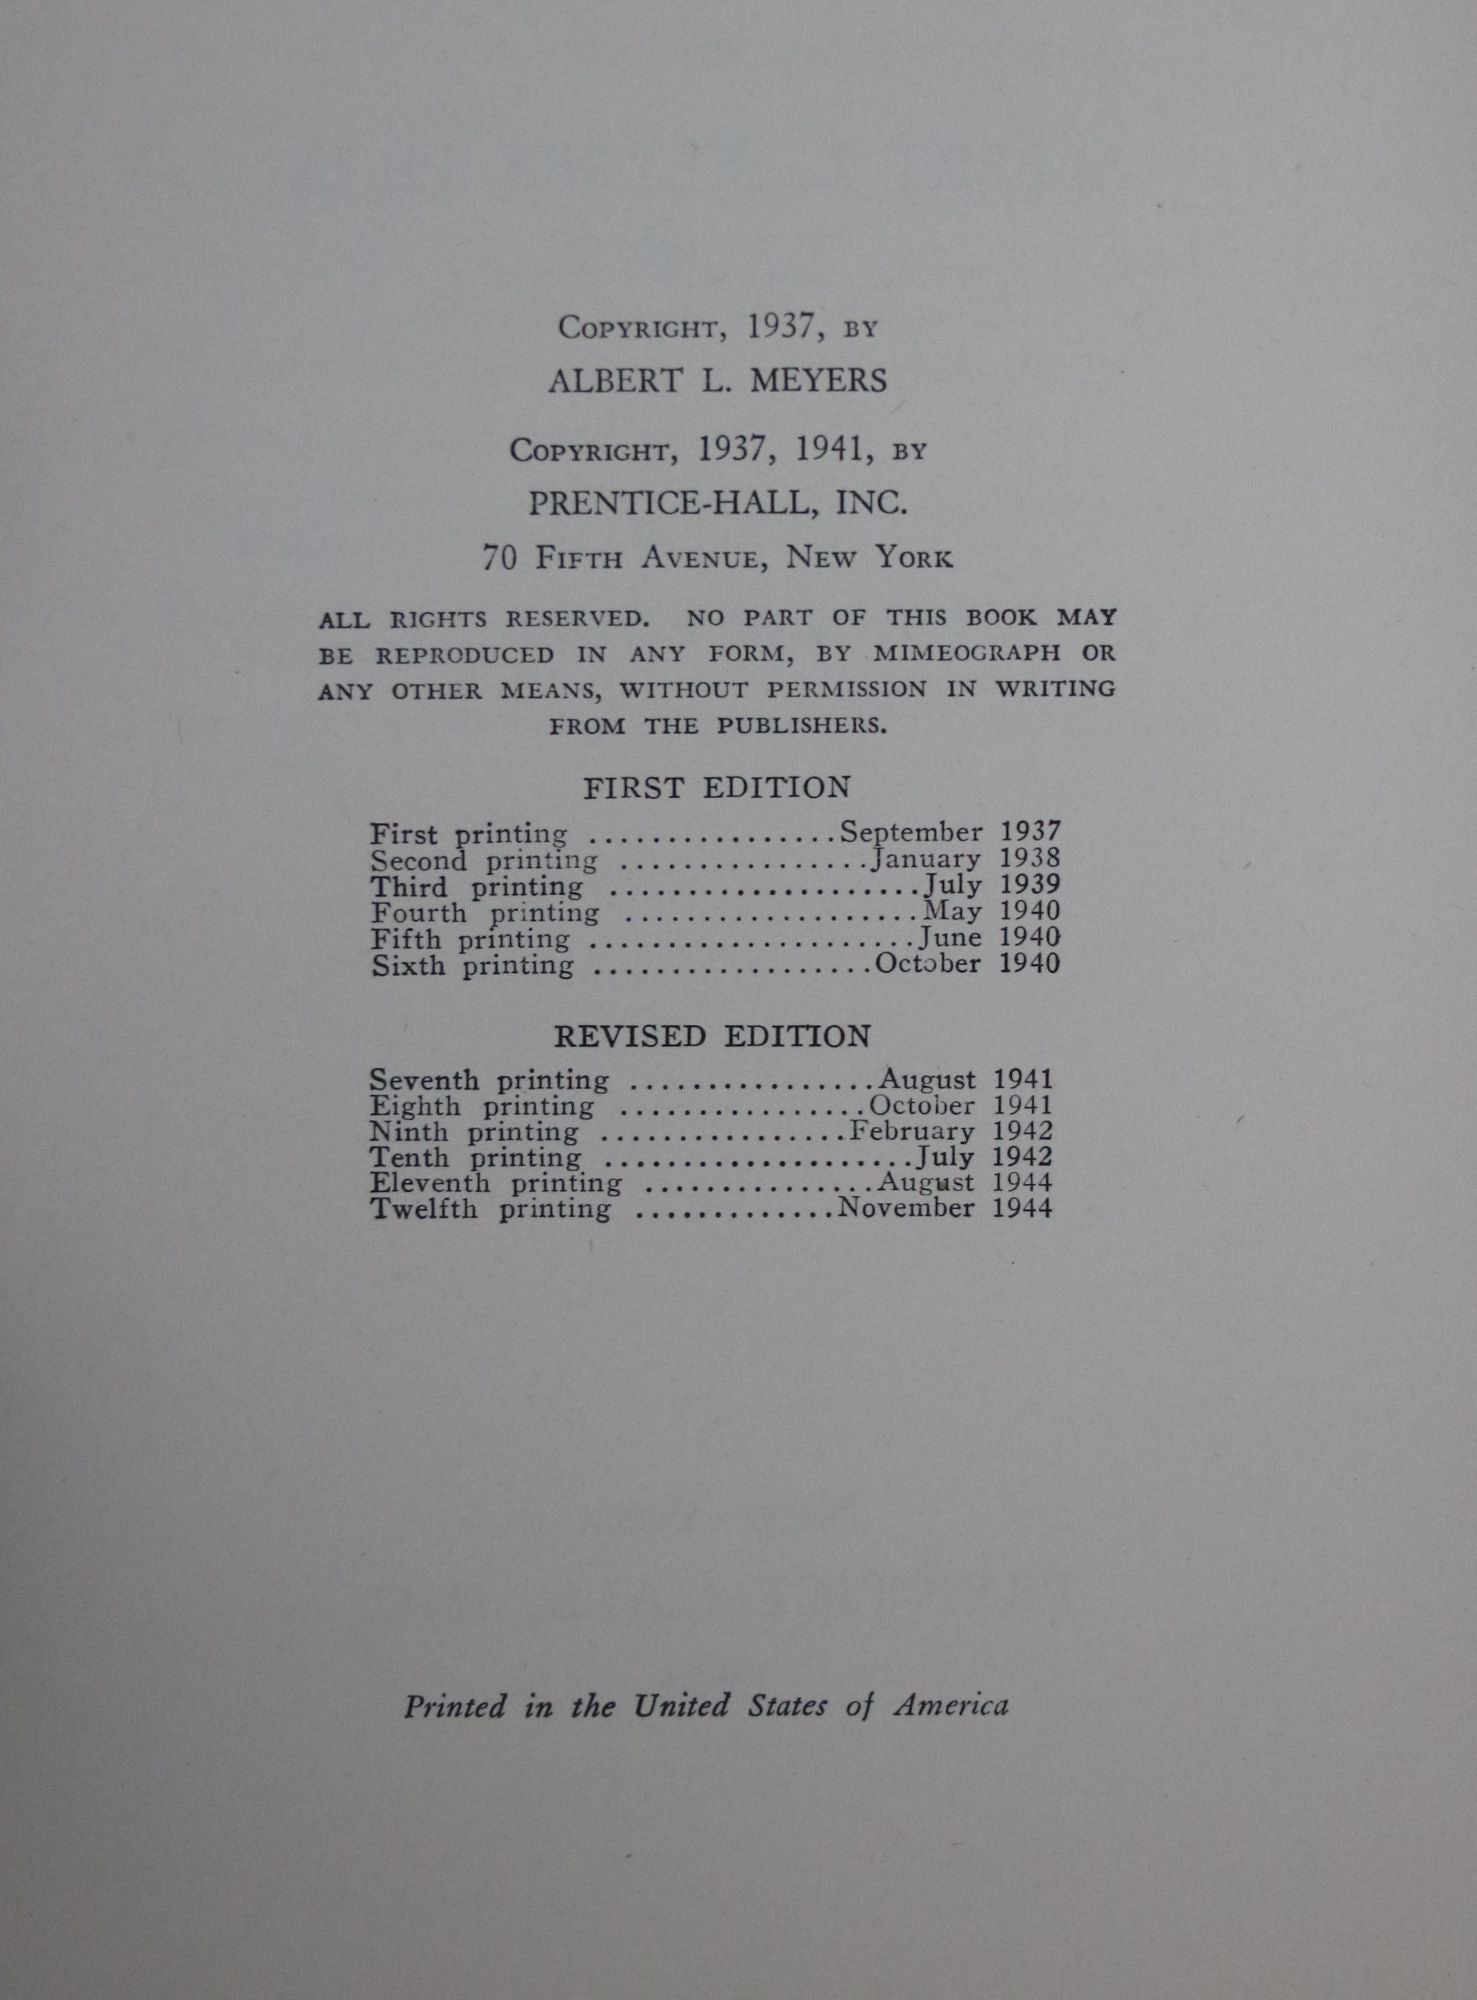 COPYRIGHT, 1937, BY
ALBERT L. MEYERS
COPYRIGHT, 1937, 1941, BY
PRENTICE-HALL, INC.
70 FIFTH AVENUE, NEW YORK
ALL RIGHTS RESERVED. NO PART OF THIS BOOK MAY
BE REPRODUCED IN ANY FORM, BY MIMEOGRAPH OR
ANY OTHER MEANS, WITHOUT PERMISSION IN WRITING
FROM THE PUBLISHERS.
FIRST EDITION
First printing ................September 1937
Second printing ................January 1938
Third printing ....................July 1939
Fourth printing ...................May 1940
Fifth printing .....................June 1940
Sixth printing ..................October 1940
REVISED EDITION
Seventh printing ................August 1941
Eighth printing ................October 1941
Ninth printing ................February 1942
Tenth printing ....................July 1942
Eleventh printing ...............August 1944
Twelfth printing .............November 1944
Printed in the United States of America